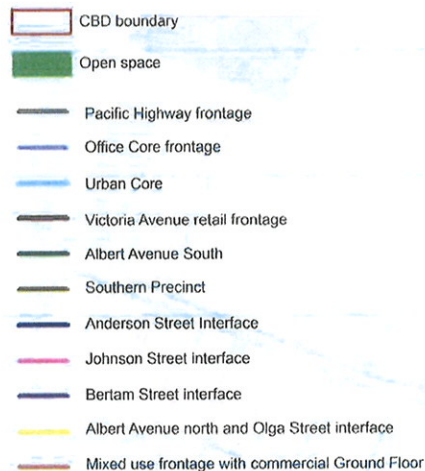 CBD boundary
Open space
Pacific Highway frontage
Office Core frontage
Urban Core
Victoria Avenue retail frontage
Albert Avenue South
Southern Precinct
Anderson Street Interface
Johnson Street interface
Bertam Street interface
Albert Avenue north and Olga Street interface
Mixed use frontage with commercial Ground Floor